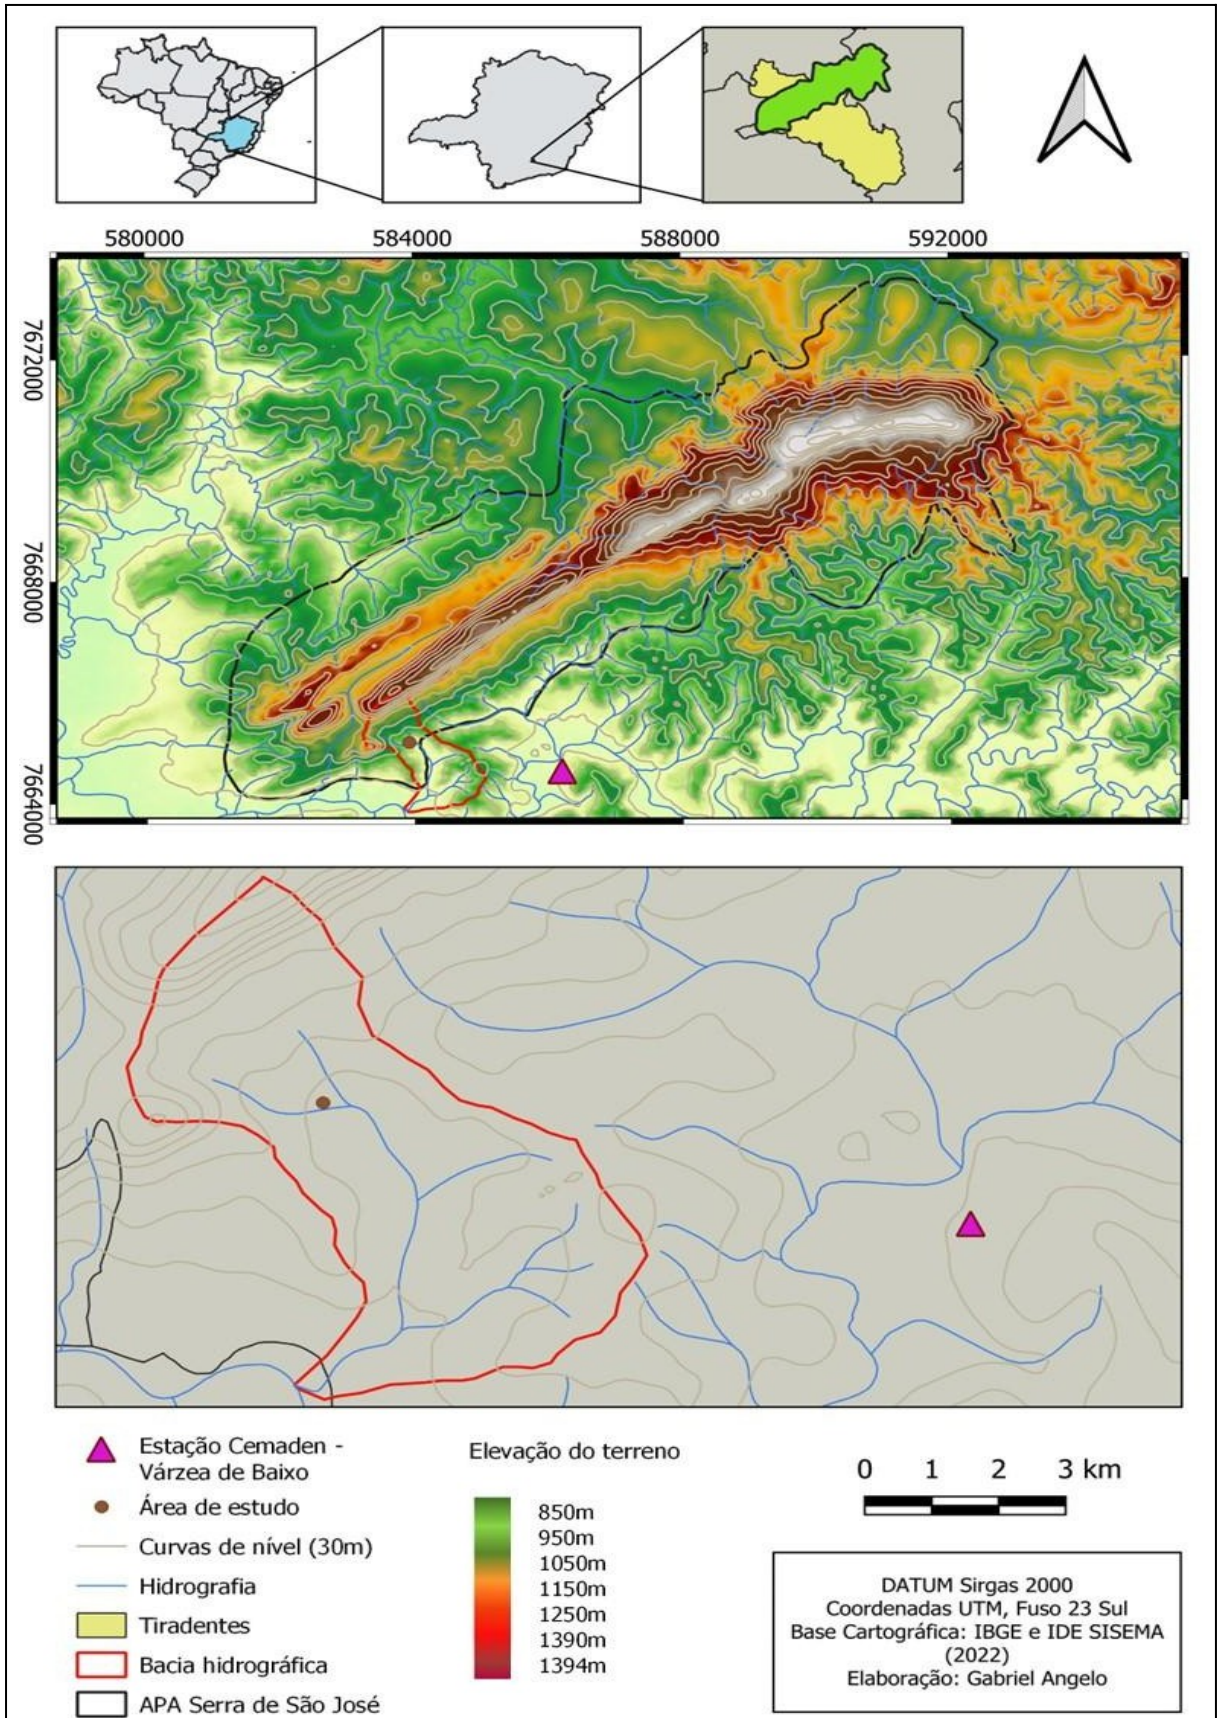 580000 584000 588000 592000
7672000
7668000
7664000
Estação Cemaden -
Várzea de Baixo
Área de estudo
Curvas de nível (30m)
Hidrografia
Tiradentes
Bacia hidrográfica
APA Serra de São José
Elevação do terreno
850m
950m
1050m
1150m
1250m
1390m
1394m
0 1 2 3 km
DATUM Sirgas 2000
Coordenadas UTM, Fuso 23 Sul
Base Cartográfica: IBGE e IDE SISEMA
(2022)
Elaboração: Gabriel Angelo